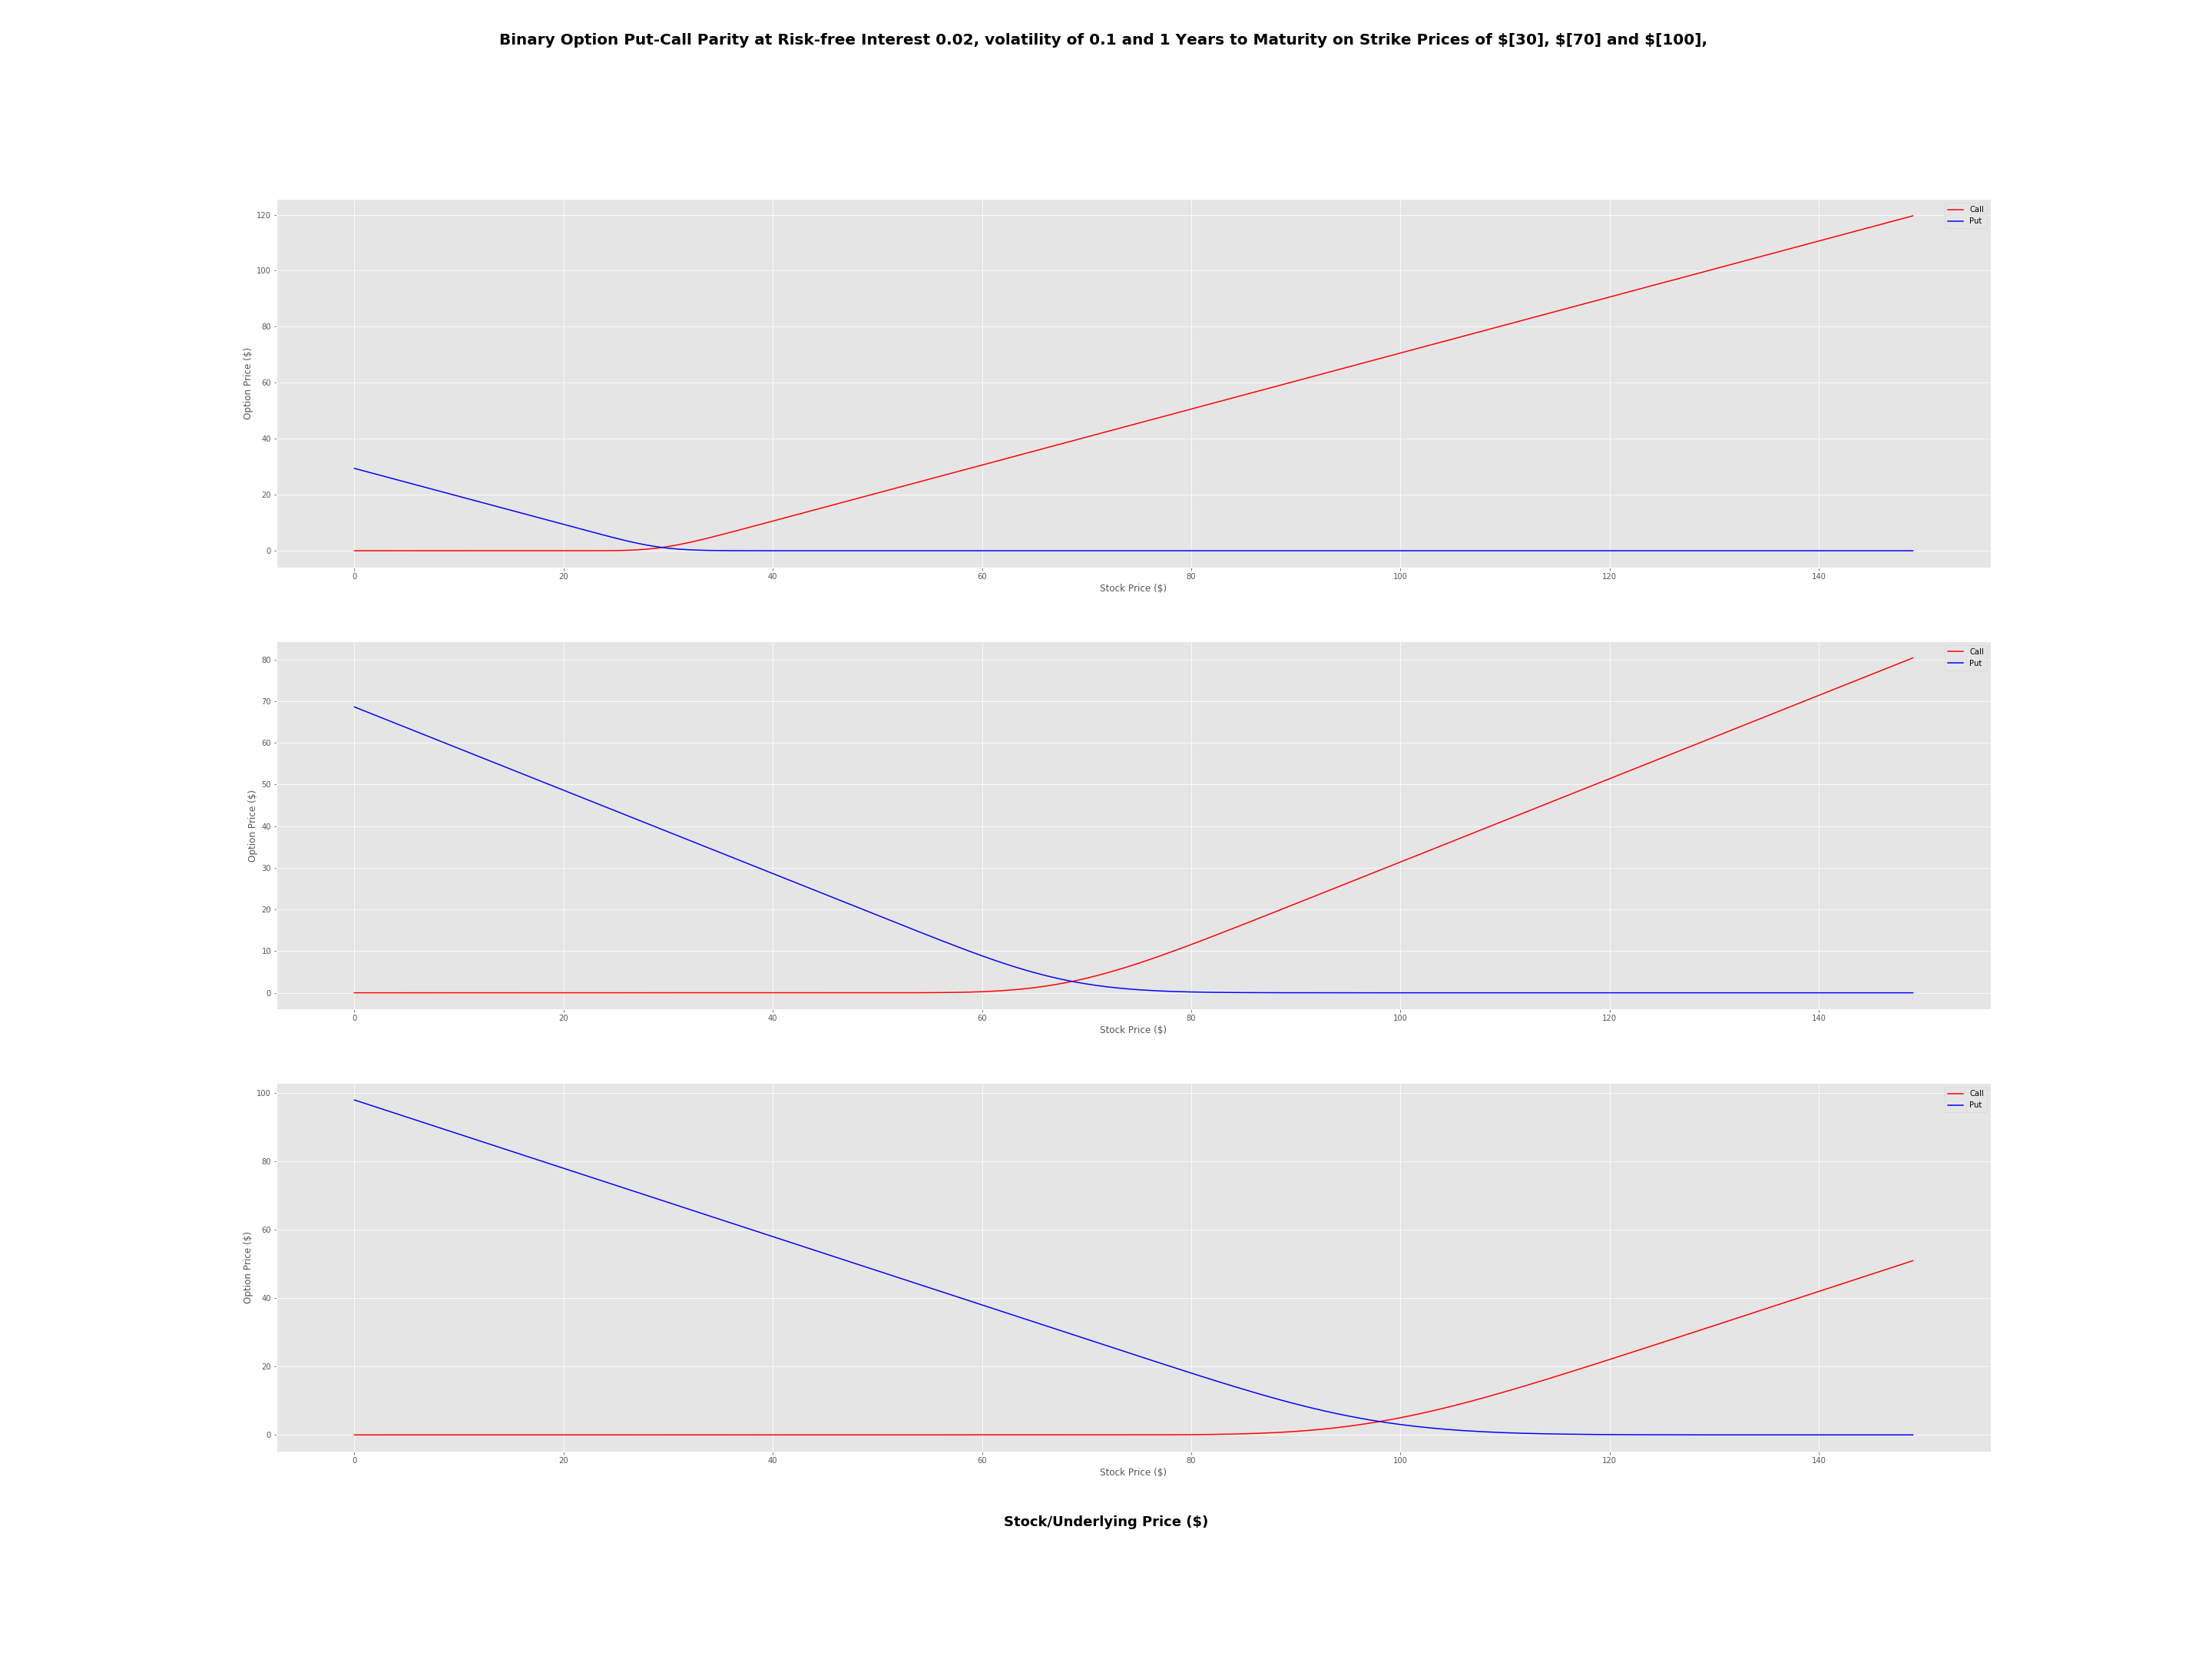 Binary Option Put-Call Parity at Risk-free Interest 0.02, volatility of 0.1 and 1 Years to Maturity on Strike Prices of $[30], $[70] and $[100],
Call
Put
120
100
80
60
40
20
0
Option Price ($)
0 20 40 60 80 100 120 140
Stock Price ($)
Call
Put
80
70
60
50
40
30
20
10
0
Option Price ($)
0 20 40 60 80 100 120 140
Stock Price ($)
Call
Put
100
80
60
40
20
0
Option Price ($)
0 20 40 60 80 100 120 140
Stock Price ($)
Stock/Underlying Price ($)